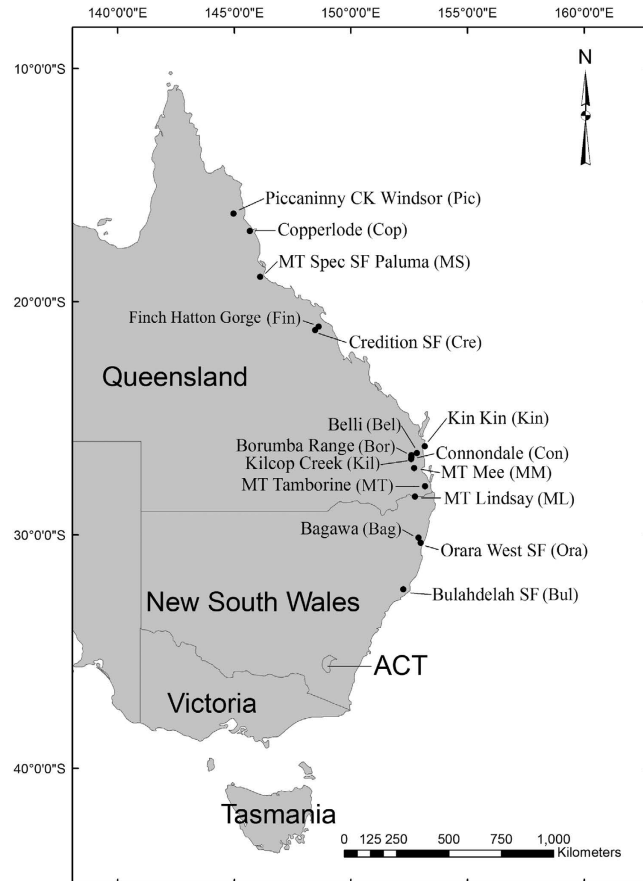 140°0'0"E 145°0'0"E 150°0'0"E 155°0'0"E 160°0'0"E
10°0'0"S
N
Piccaninny CK Windsor (Pic)
Copperlode (Cop)
MT Spec SF Paluma (MS)
20°0'0"S
Finch Hatton Gorge (Fin)
Credition SF (Cre)
Queensland
Belli (Bel)
Kin Kin (Kin)
Borumba Range (Bor)
Connondale (Con)
Kilcop Creek (Kil)
MT Mee (MM)
MT Tamborine (MT)
MT Lindsay (ML)
30°0'0"S
Bagawa (Bag)
Orara West SF (Ora)
New South Wales
Bulahdelah SF (Bul)
ACT
Victoria
40°0'0"S
Tasmania
0 125 250 500 750 1,000
Kilometers